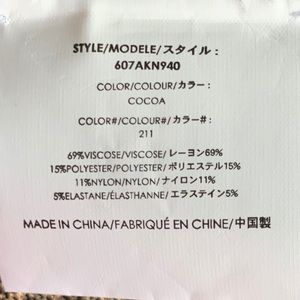 STYLE/MODELE/スタイル :
607AKN940
COLOR/COLOUR/カラー :
COCOA
COLOR#/COLOUR#/カラー# :
211
69%VISCOSE/VISCOSE/レーヨン69%
15%POLYESTER/POLYESTER/ポリエステル15%
11%NYLON/NYLON/ナイロン11%
5%ELASTANE/ÉLASTHANNE/エラステイン5%
MADE IN CHINA/FABRIQUÉ EN CHINE/中国製